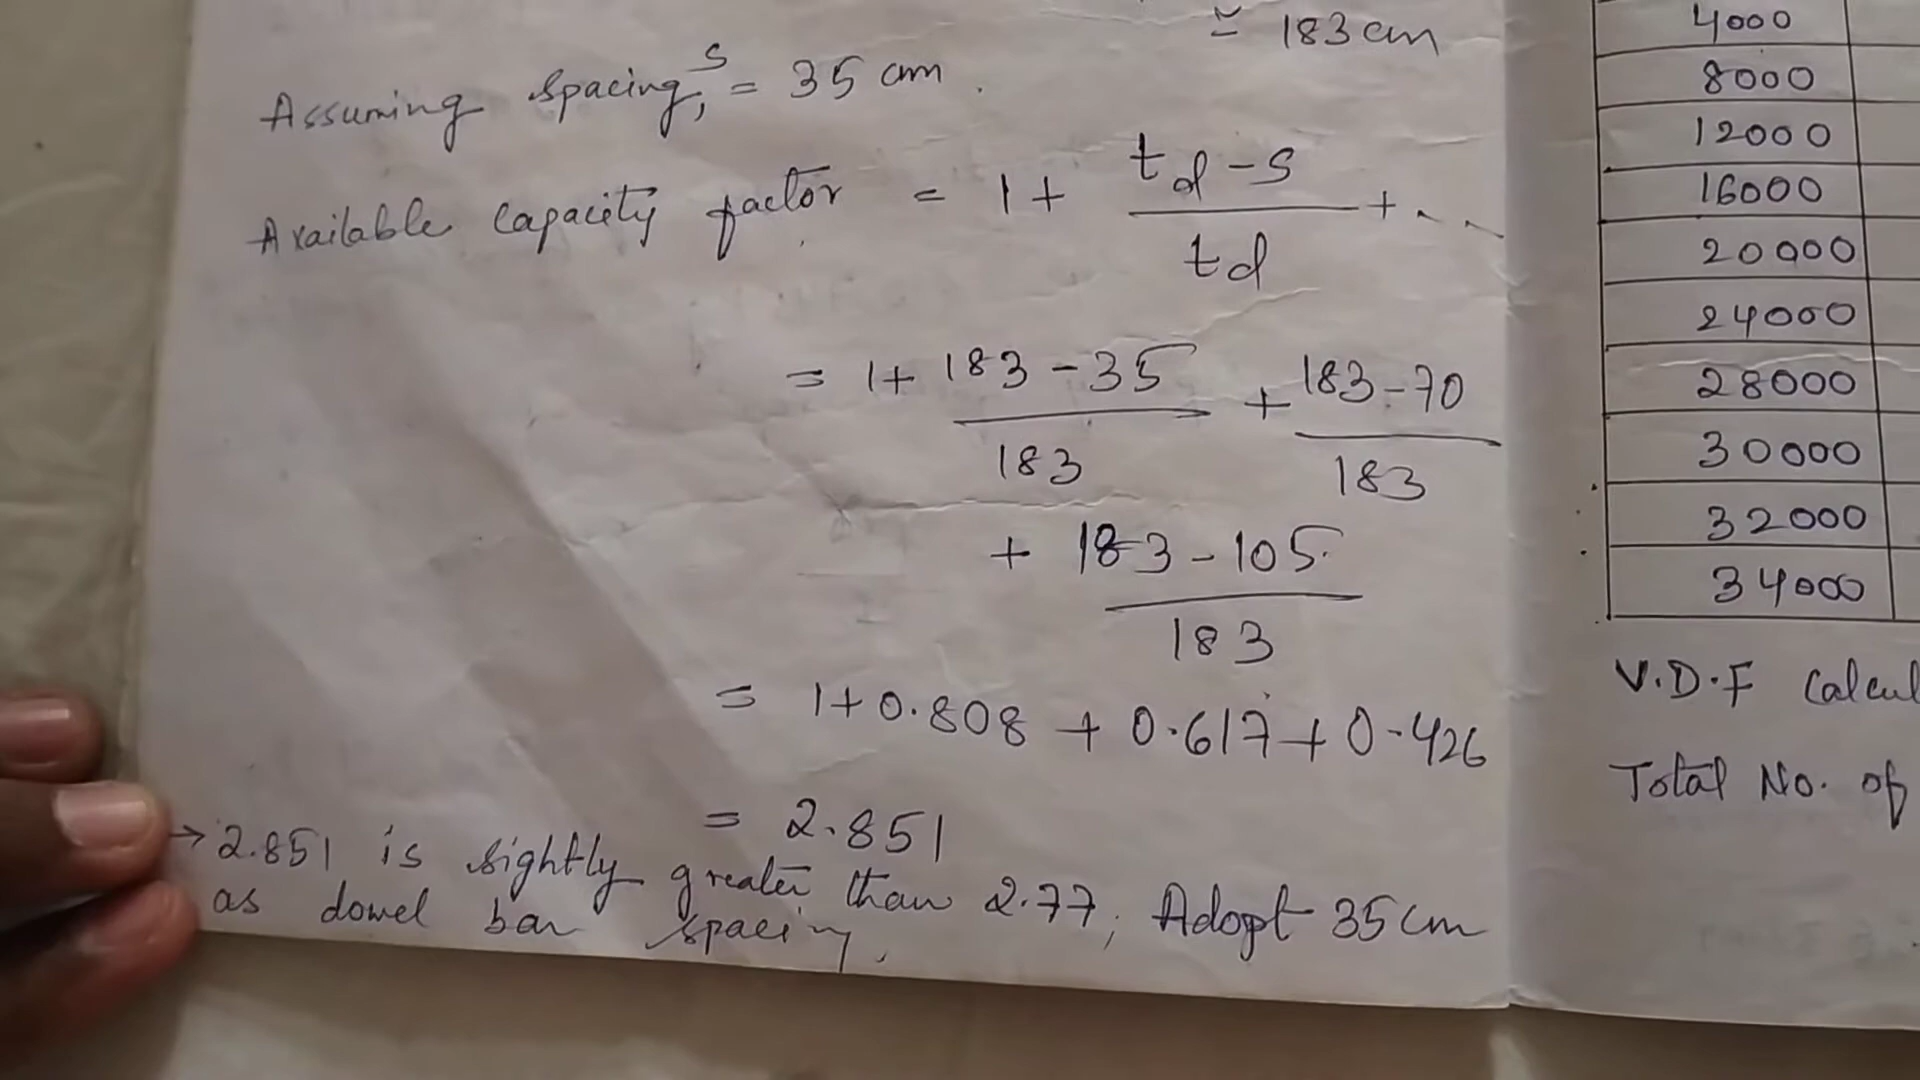 ≃ 183 cm
Assuming spacing, s = 35 cm.
Available capacity factor = 1 + (td - s)/td + ...
= 1 + (183 - 35)/183 + (183 - 70)/183
+ (183 - 105)/183
= 1 + 0.808 + 0.617 + 0.426
= 2.851
→ 2.851 is sightly greater than 2.77, Adopt 35 cm
as dowel bar spacing.
4000
8000
12000
16000
20000
24000
28000
30000
32000
34000
V.D.F Calcul
Total No. of